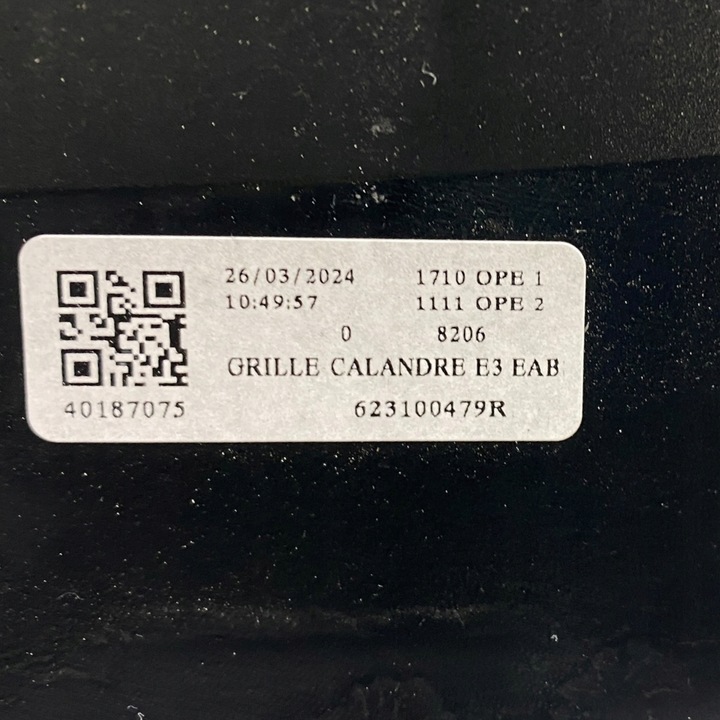 26/03/2024 1710 OPE 1
10:49:57 1111 OPE 2
0 8206
GRILLE CALANDRE E3 EAB
40187075 623100479R